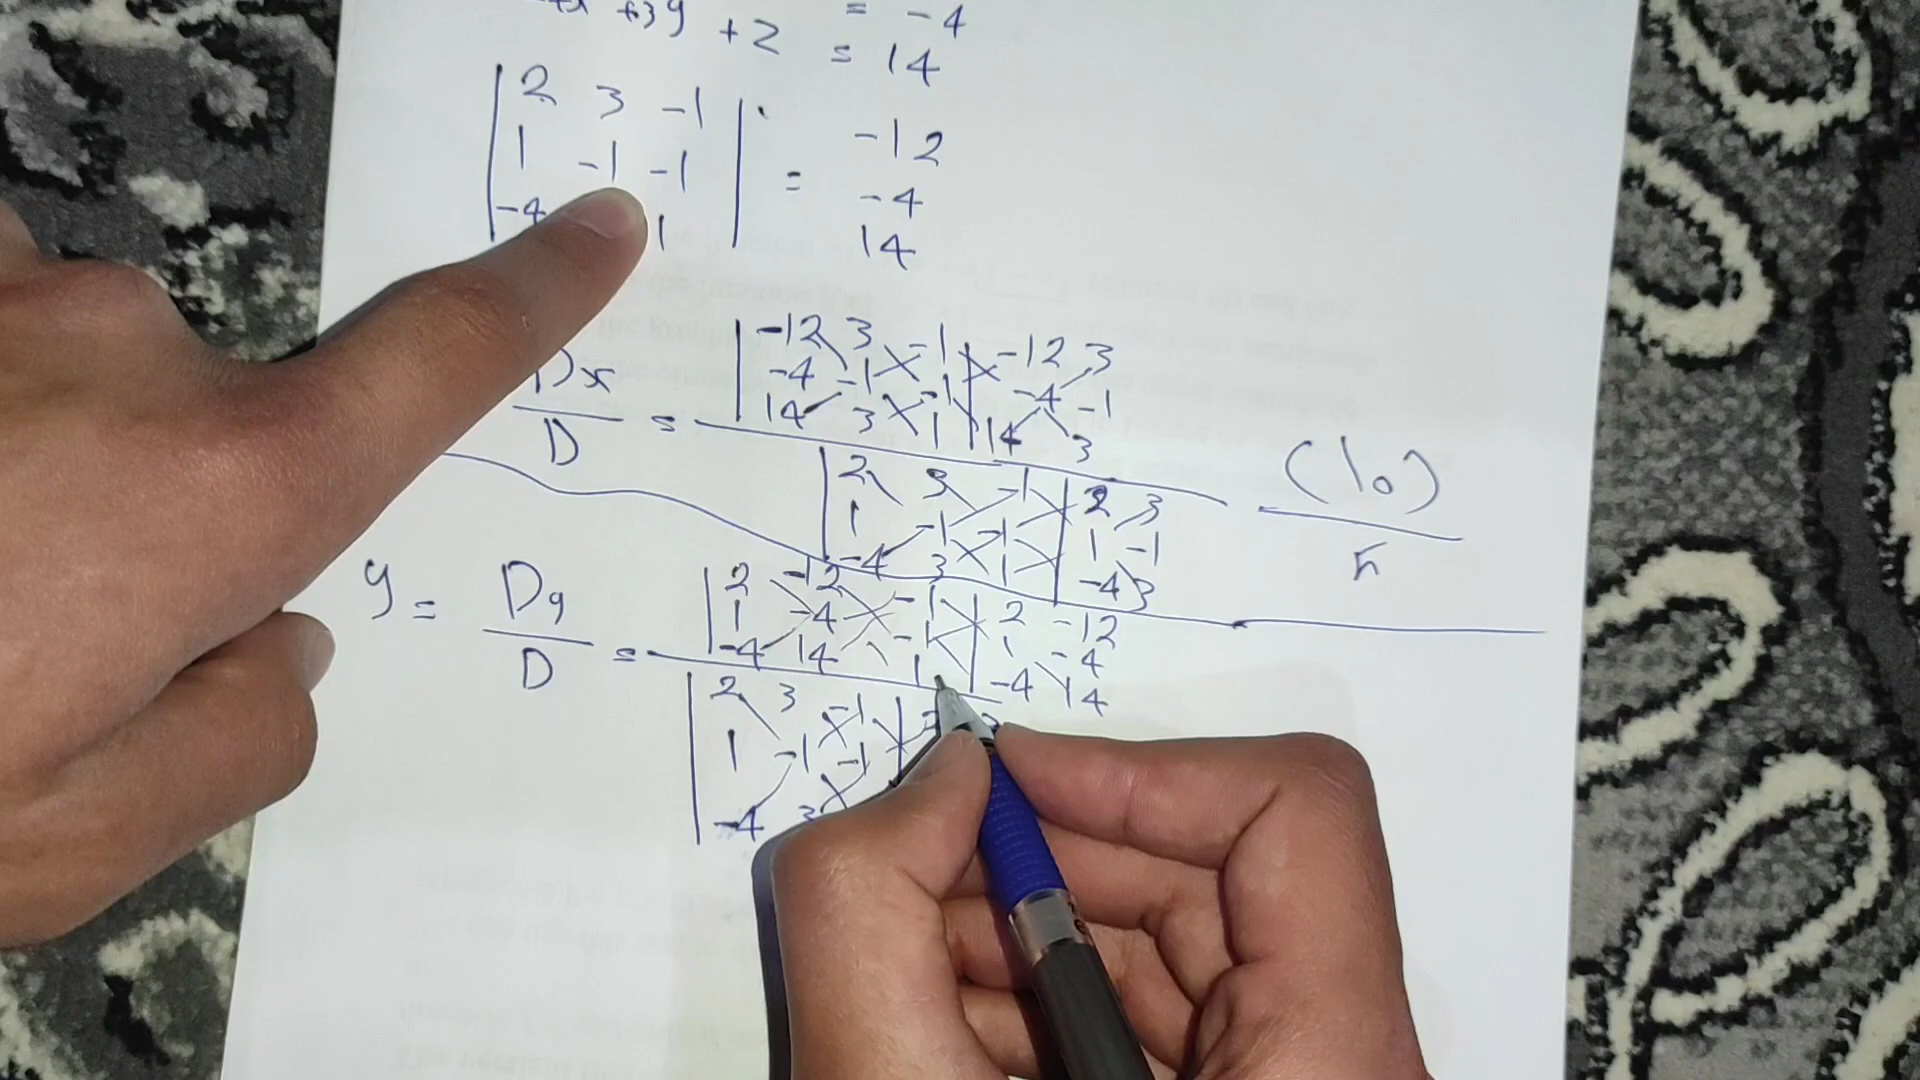 +3y = -4
+z = 14
2 3 -1
1 -1 -1 = -12
-4 1 -4
14
Dx / D = | -12 3 -1 | -12 3
-4 -1 -1 | -4 -1
14 3 1 | 14 3
| 2 3 -1 | 2 3
1 -1 -1 | 1 -1
-4 3 1 | -4 3
(10) / 5
y = Dy / D = | 2 -12 -1 | 2 -12
1 -4 -1 | 1 -4
-4 14 1 | -4 14
| 2 3 -1 |
1 -1 -1 |
-4 3